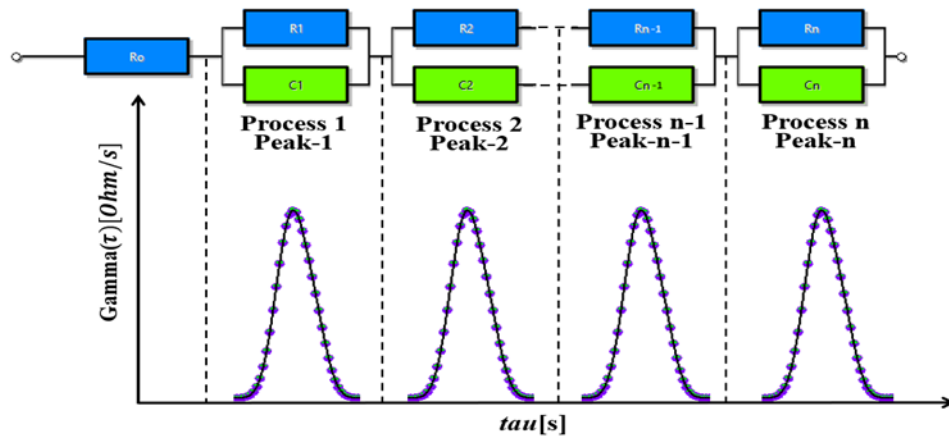 R1
R2
Rn-1
Rn
Ro
C1
C2
Cn-1
Cn
Process 1
Peak-1
Process 2
Peak-2
Process n-1
Peak-n-1
Process n
Peak-n
Gamma(τ)[Ohm/s]
tau[s]